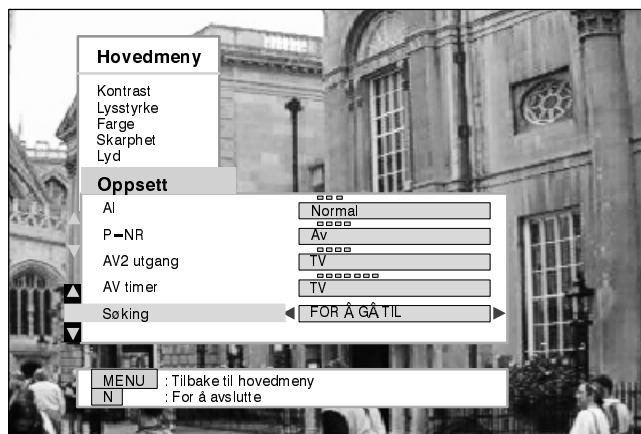 Hovedmeny
Kontrast
Lysstyrke
Farge
Skarphet
Lyd
Oppsett
AI Normal
P–NR Av
AV2 utgang TV
AV timer TV
Søking FOR Å GÅ TIL
MENU : Tilbake til hovedmeny
N : For å avslutte